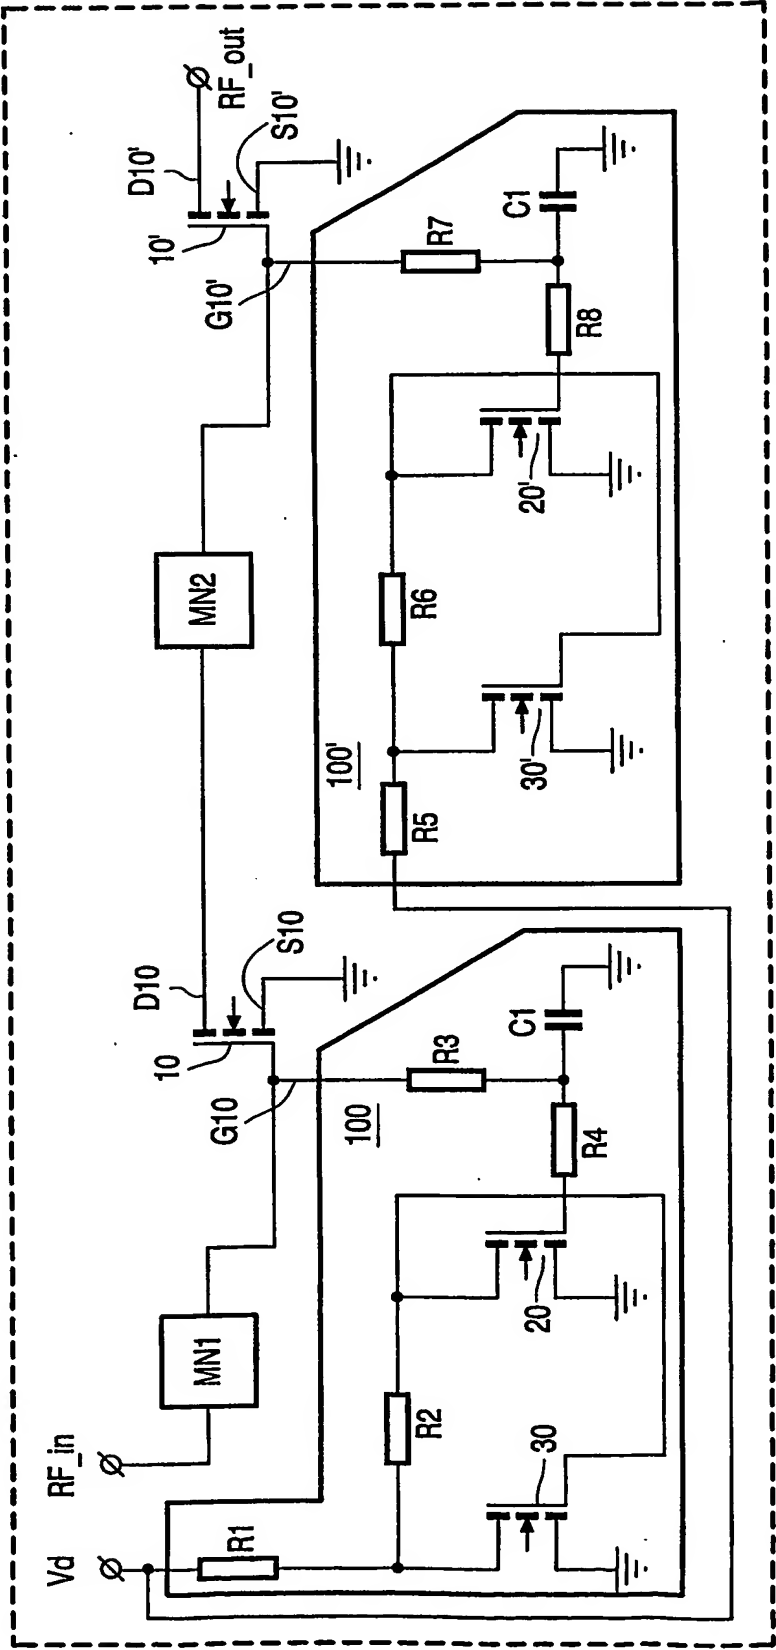 Vd
RF_in
MN1
R1
R2
30
20
R4
R3
C1
100
G10
10
D10
S10
MN2
R5
100'
30'
R6
20'
R8
R7
C1
G10'
10'
D10'
S10'
RF_out